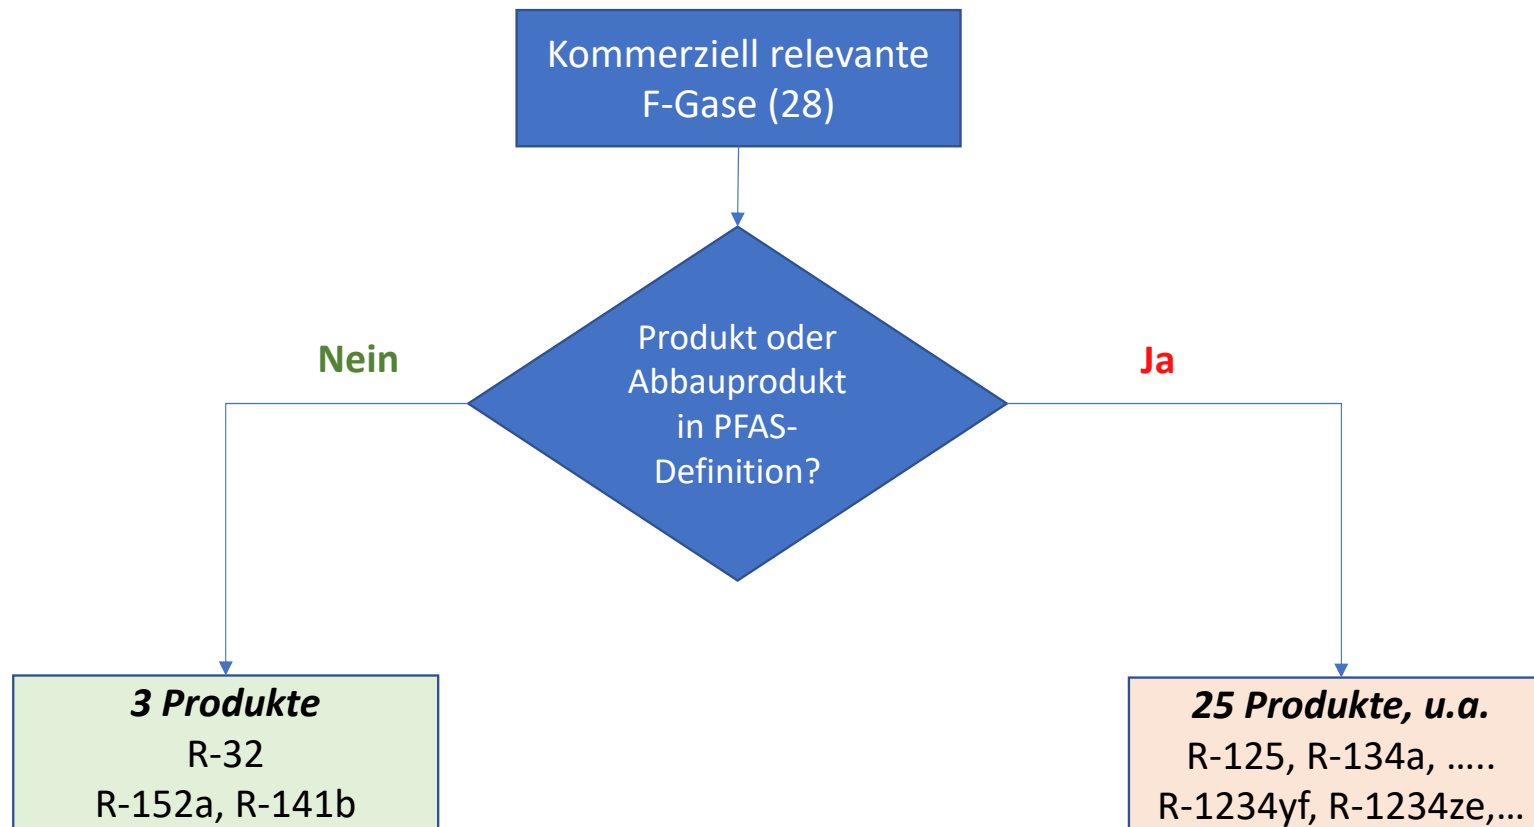 Kommerziell relevante
F-Gase (28)
Produkt oder
Abbauprodukt
in PFAS-
Definition?
Nein
Ja
3 Produkte
R-32
R-152a, R-141b
25 Produkte, u.a.
R-125, R-134a, …..
R-1234yf, R-1234ze,…